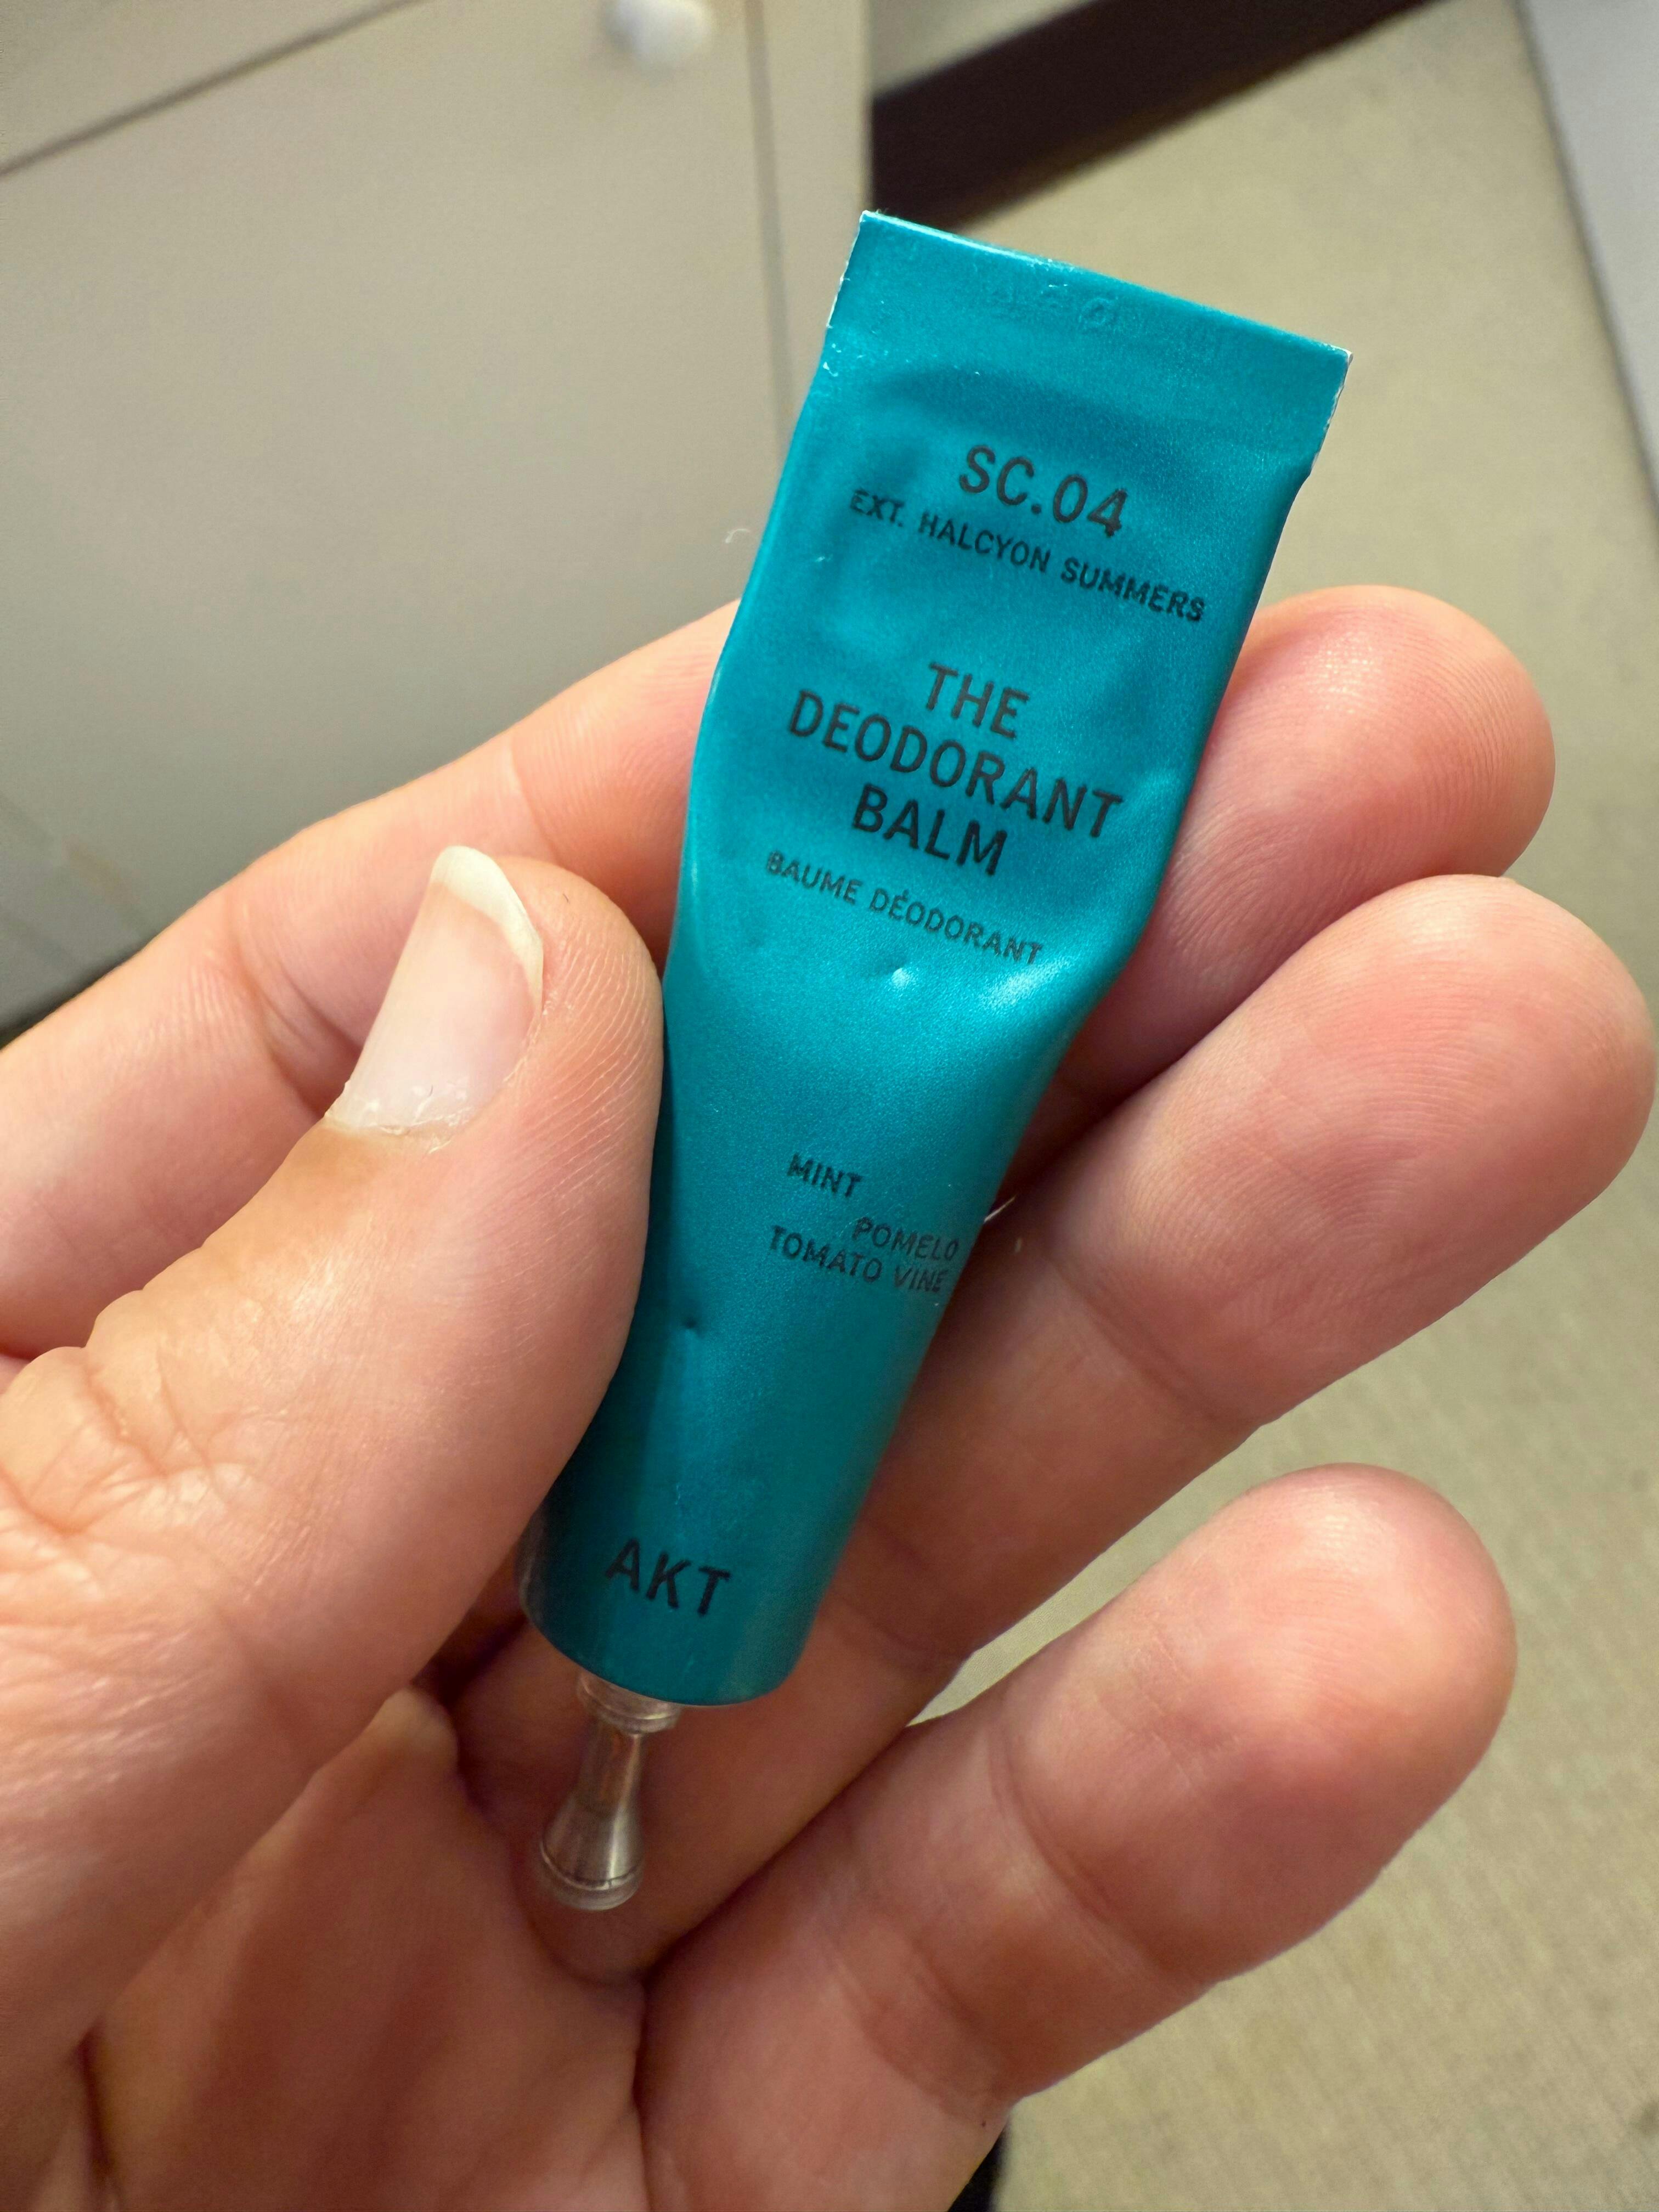 SC.04
EXT. HALCYON SUMMERS
THE
DEODORANT
BALM
BAUME DÉODORANT
MINT
POMELO
TOMATO VINE
AKT